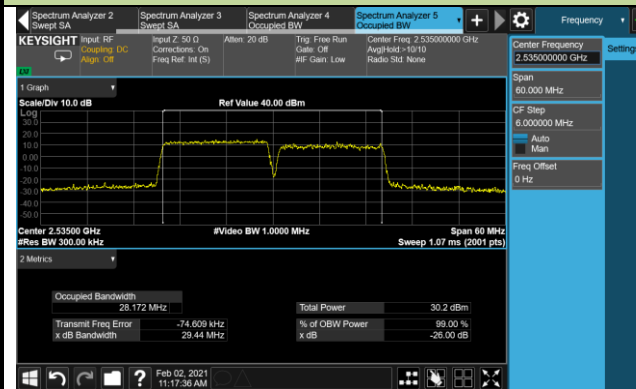 Spectrum Analyzer 2
Swept SA
Spectrum Analyzer 3
Swept SA
Spectrum Analyzer 4
Occupied BW
Spectrum Analyzer 5
Occupied BW
Frequency
KEYSIGHT
Input: RF
Coupling: DC
Align: Off
Input Z: 50 Ω
Corrections: On
Freq Ref: Int (S)
Atten: 20 dB
Trig: Free Run
Gate: Off
#IF Gain: Low
Center Freq: 2.535000000 GHz
Avg|Hold:>10/10
Radio Std: None
Center Frequency
2.535000000 GHz
Settings
Span
60.000 MHz
CF Step
6.000000 MHz
Auto
Man
Freq Offset
0 Hz
1 Graph
Scale/Div 10.0 dB
Ref Value 40.00 dBm
Log
30.0
20.0
10.0
0.00
-10.0
-20.0
-30.0
-40.0
-50.0
Center 2.53500 GHz
#Video BW 1.0000 MHz
Span 60 MHz
#Res BW 300.00 kHz
Sweep 1.07 ms (2001 pts)
2 Metrics
Occupied Bandwidth
28.172 MHz
Total Power
30.2 dBm
Transmit Freq Error
-74.609 kHz
% of OBW Power
99.00 %
x dB Bandwidth
29.44 MHz
x dB
-26.00 dB
?
Feb 02, 2021
11:17:36 AM